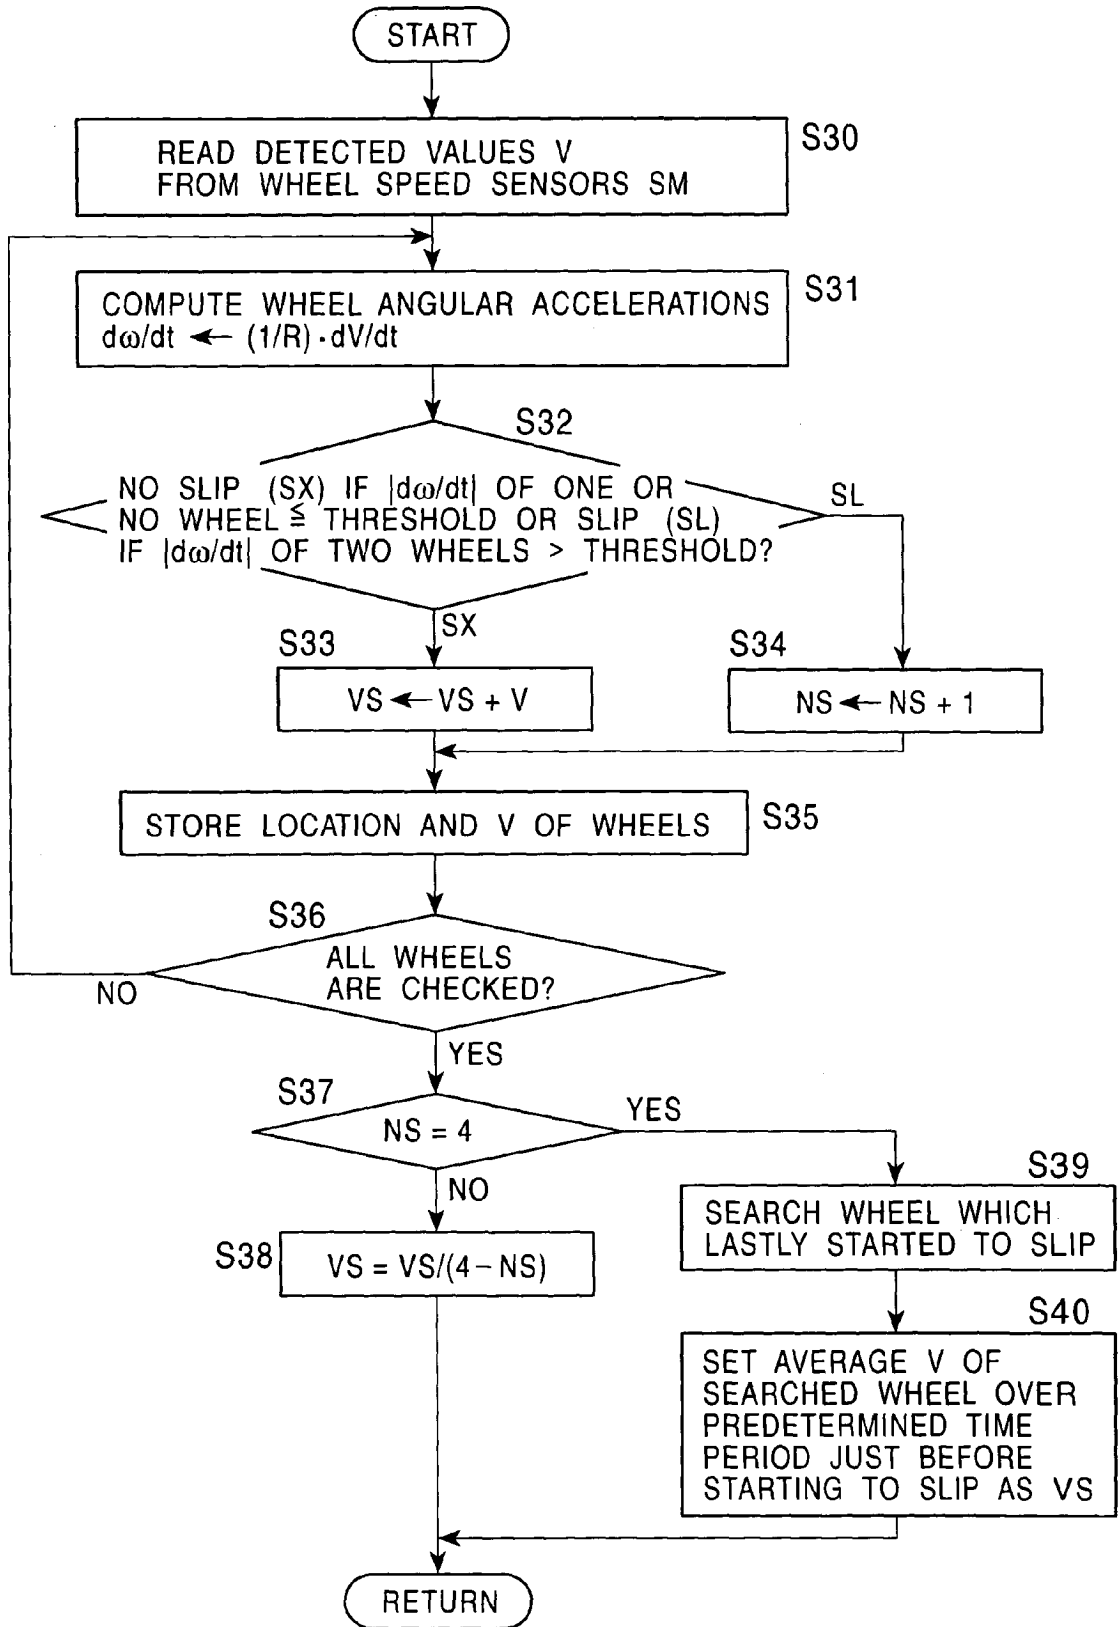 START
READ DETECTED VALUES V
FROM WHEEL SPEED SENSORS SM
S30
COMPUTE WHEEL ANGULAR ACCELERATIONS
dω/dt ← (1/R)·dV/dt
S31
S32
NO SLIP (SX) IF |dω/dt| OF ONE OR
NO WHEEL ≦ THRESHOLD OR SLIP (SL)
IF |dω/dt| OF TWO WHEELS > THRESHOLD?
SL
SX
S33
VS ← VS + V
S34
NS ← NS + 1
STORE LOCATION AND V OF WHEELS
S35
S36
ALL WHEELS
ARE CHECKED?
NO
YES
S37
NS = 4
YES
NO
S38
VS = VS/(4 – NS)
S39
SEARCH WHEEL WHICH
LASTLY STARTED TO SLIP
S40
SET AVERAGE V OF
SEARCHED WHEEL OVER
PREDETERMINED TIME
PERIOD JUST BEFORE
STARTING TO SLIP AS VS
RETURN